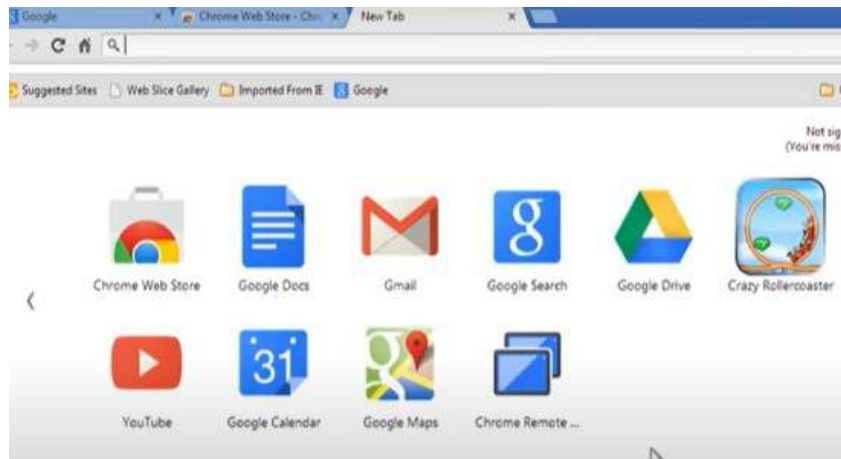 Google
Chrome Web Store - Chro
New Tab
Suggested Sites
Web Slice Gallery
Imported From IE
Google
Not sig
(You're mis
Chrome Web Store
Google Docs
Gmail
Google Search
Google Drive
Crazy Rollercoaster
g
31
g
YouTube
Google Calendar
Google Maps
Chrome Remote ...